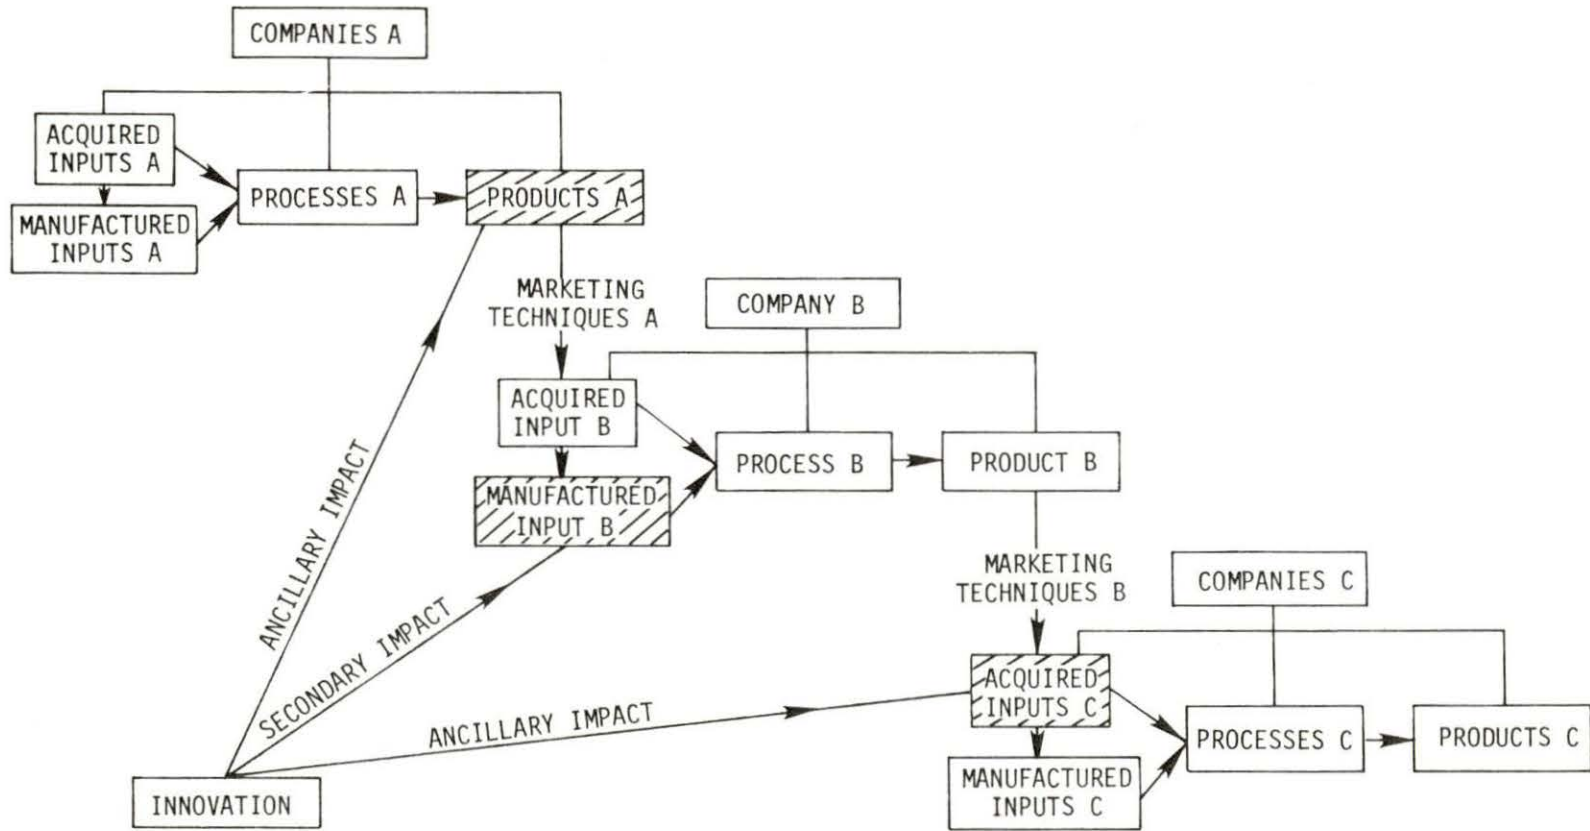 COMPANIES A
ACQUIRED
INPUTS A
PROCESSES A
PRODUCTS A
MANUFACTURED
INPUTS A
MARKETING
TECHNIQUES A
COMPANY B
ACQUIRED
INPUT B
PROCESS B
PRODUCT B
MANUFACTURED
INPUT B
ANCILLARY IMPACT
SECONDARY IMPACT
ANCILLARY IMPACT
MARKETING
TECHNIQUES B
COMPANIES C
ACQUIRED
INPUTS C
PROCESSES C
PRODUCTS C
MANUFACTURED
INPUTS C
INNOVATION